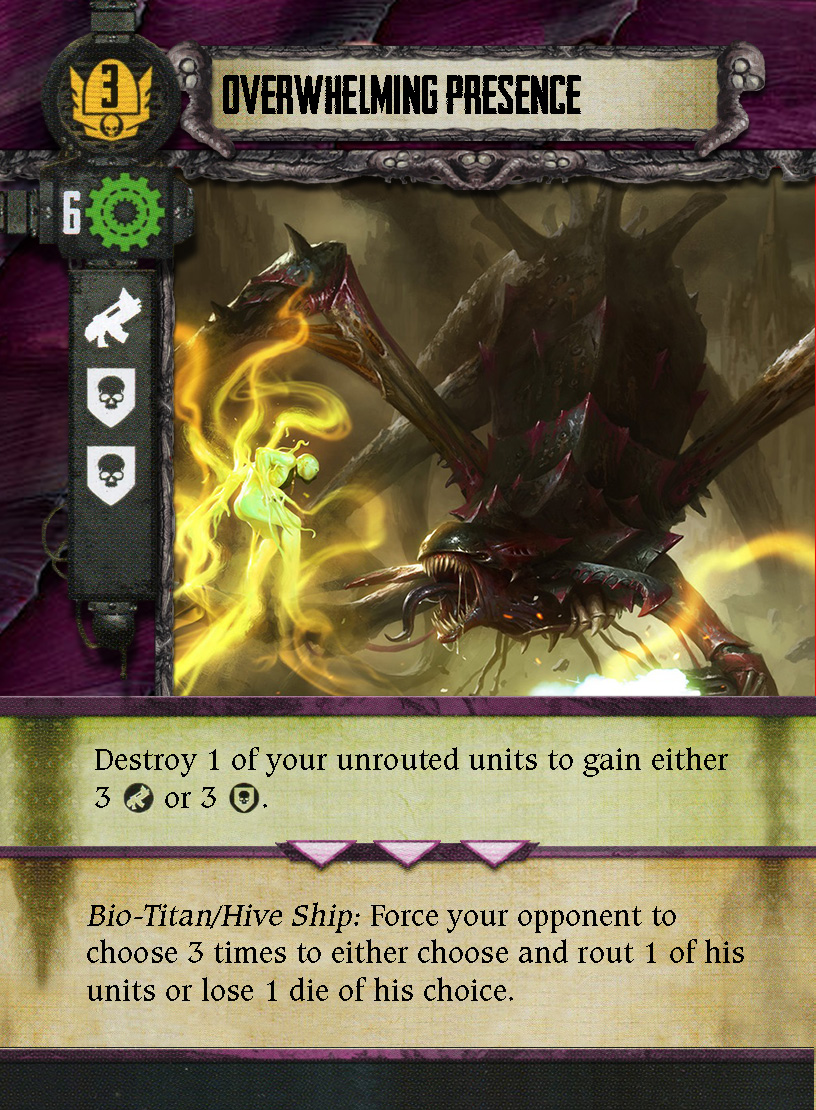 3
OVERWHELMING PRESENCE
6
Destroy 1 of your unrouted units to gain either
3 or 3 .
Bio-Titan/Hive Ship: Force your opponent to
choose 3 times to either choose and rout 1 of his
units or lose 1 die of his choice.